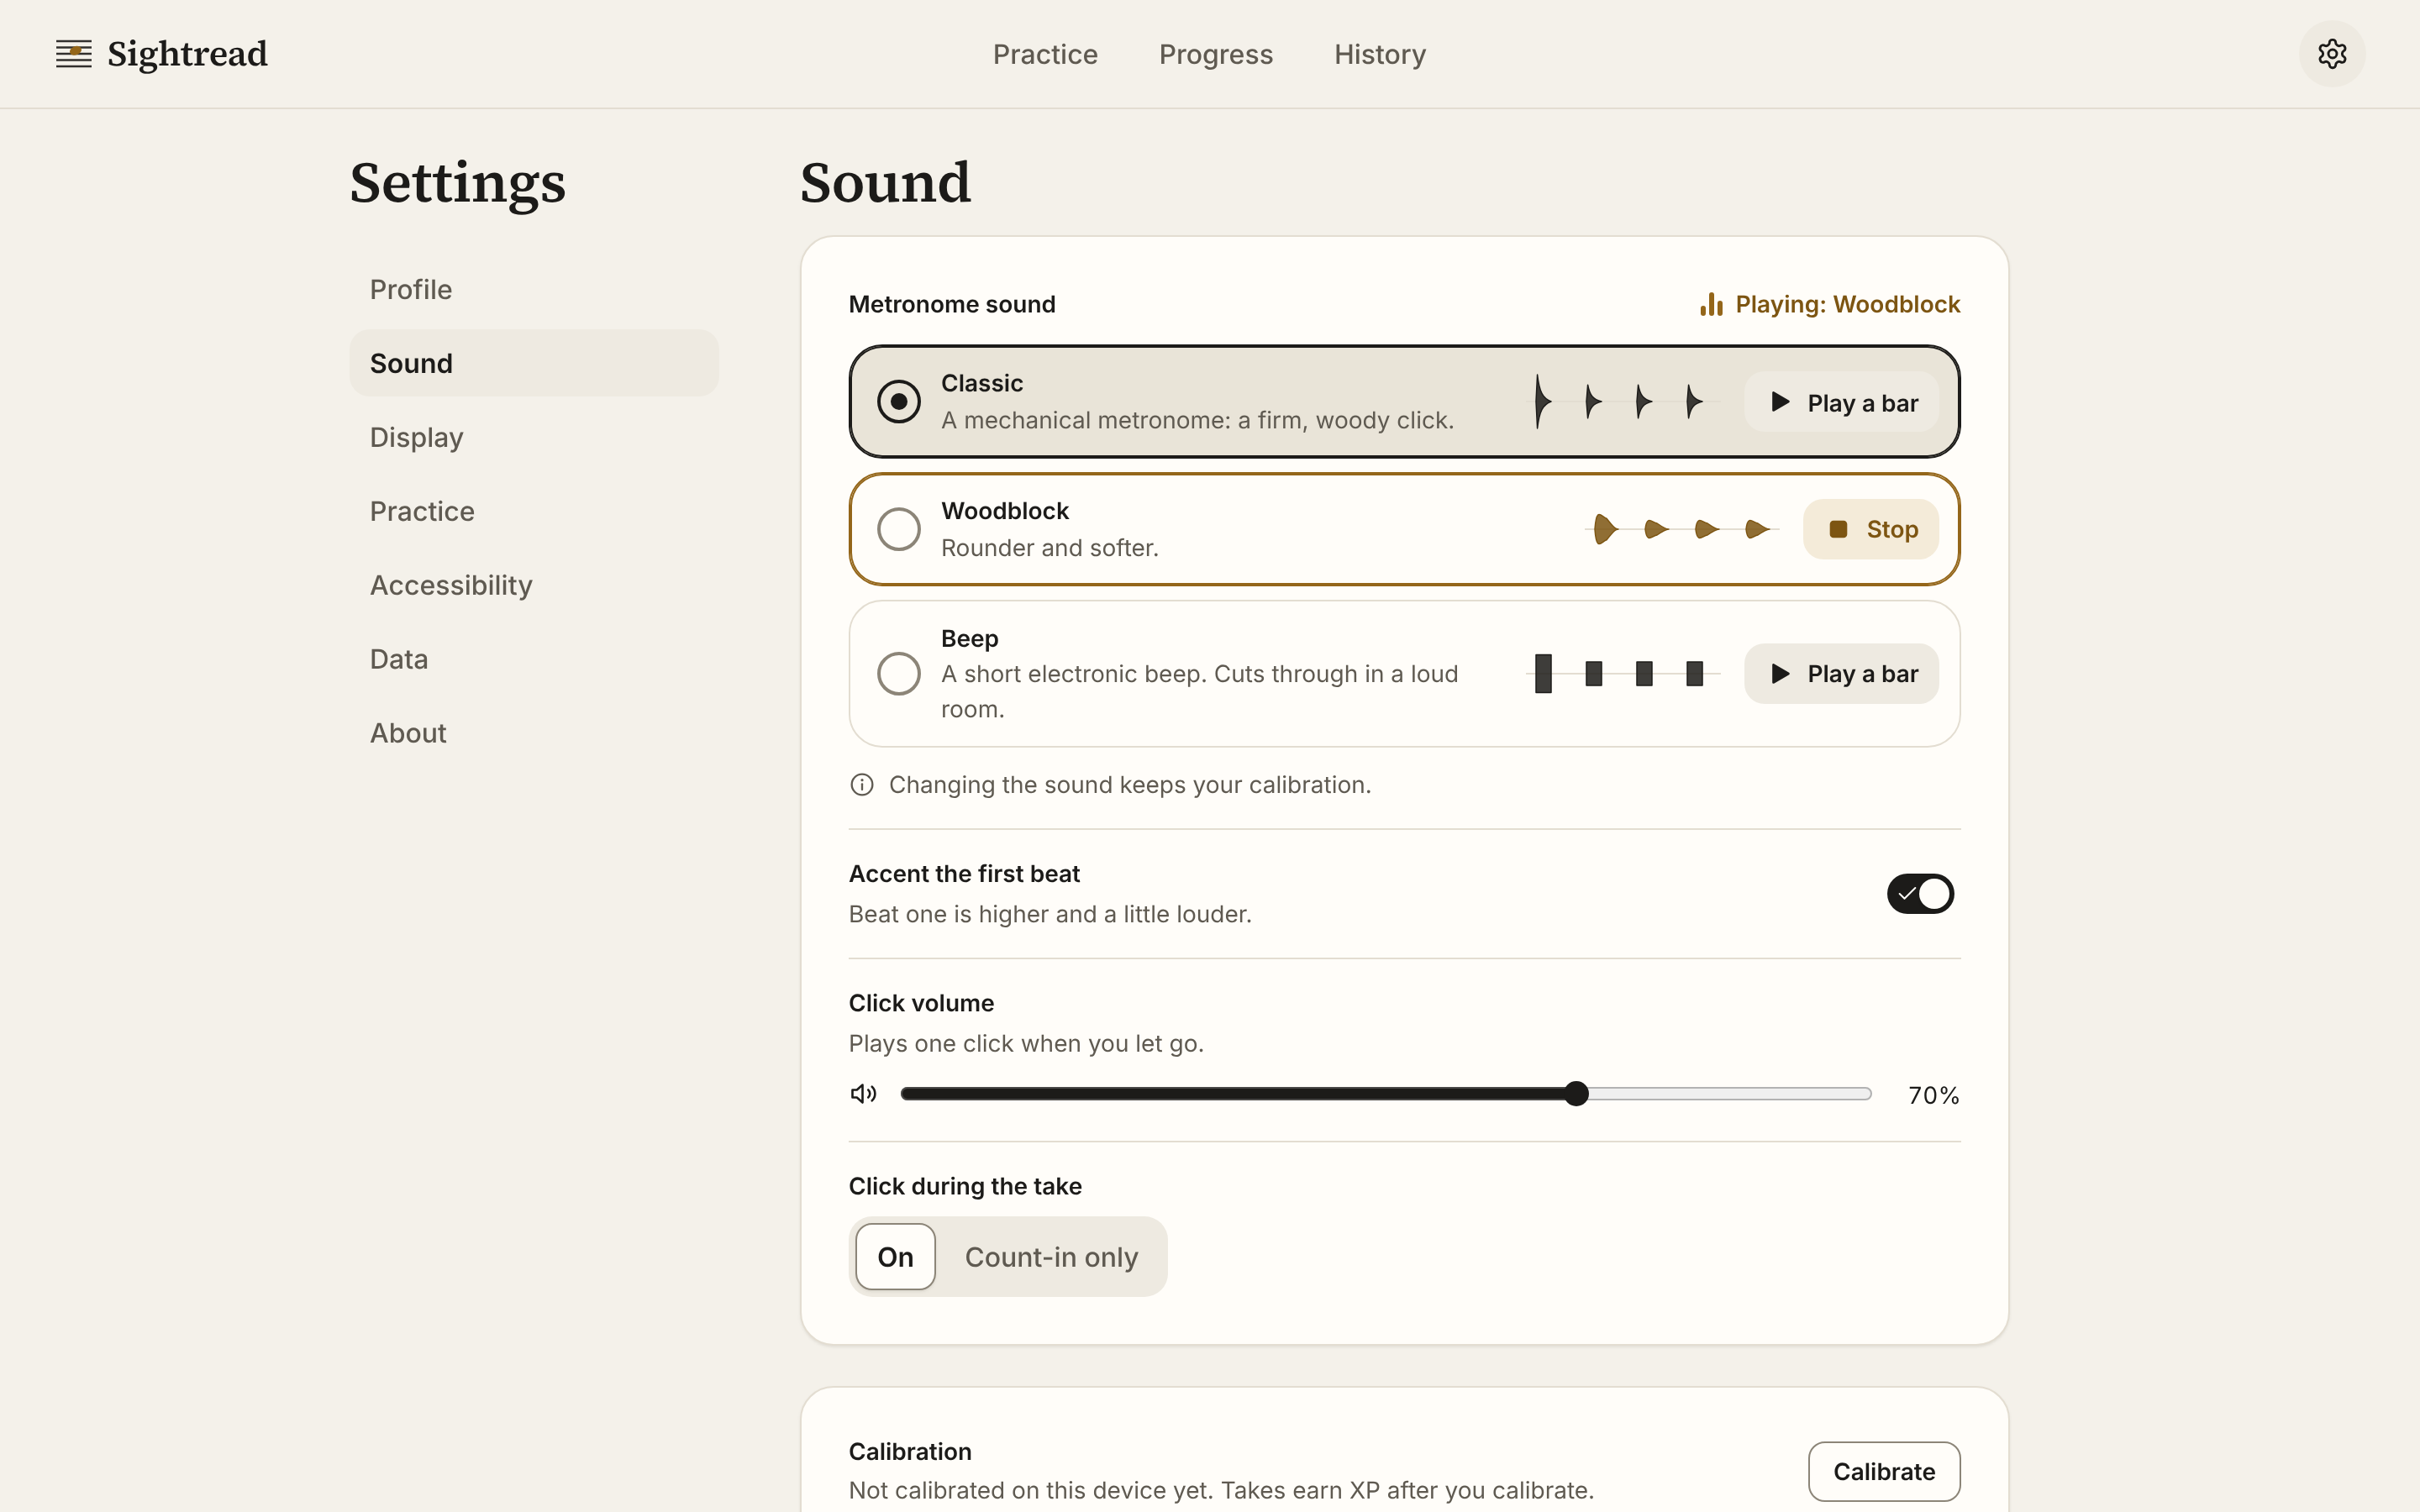 Sightread
Practice
Progress
History
Settings
Profile
Sound
Display
Practice
Accessibility
Data
About
Sound
Metronome sound
Playing: Woodblock
Classic
A mechanical metronome: a firm, woody click.
Play a bar
Woodblock
Rounder and softer.
Stop
Beep
A short electronic beep. Cuts through in a loud
room.
Play a bar
Changing the sound keeps your calibration.
Accent the first beat
Beat one is higher and a little louder.
Click volume
Plays one click when you let go.
70%
Click during the take
On
Count-in only
Calibration
Not calibrated on this device yet. Takes earn XP after you calibrate.
Calibrate